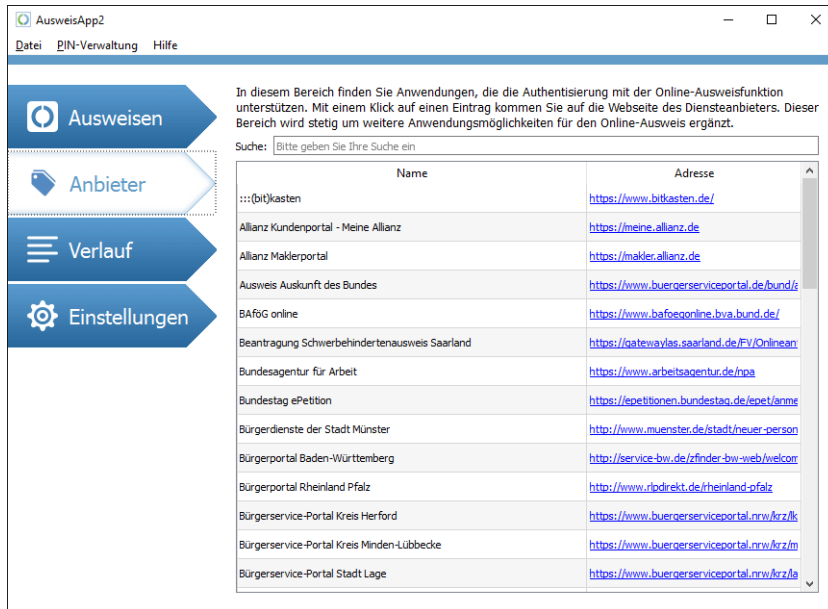 AusweisApp2
Datei PIN-Verwaltung Hilfe
Ausweisen
Anbieter
Verlauf
Einstellungen
In diesem Bereich finden Sie Anwendungen, die die Authentisierung mit der Online-Ausweisfunktion
unterstützen. Mit einem Klick auf einen Eintrag kommen Sie auf die Webseite des Diensteanbieters. Dieser
Bereich wird stetig um weitere Anwendungsmöglichkeiten für den Online-Ausweis ergänzt.
Suche: Bitte geben Sie Ihre Suche ein
Name Adresse
:::(bit)kasten https://www.bitkasten.de/
Allianz Kundenportal - Meine Allianz https://meine.allianz.de
Allianz Maklerportal https://makler.allianz.de
Ausweis Auskunft des Bundes https://www.buergerserviceportal.de/bund/a
BAföG online https://www.bafoegonline.bva.bund.de/
Beantragung Schwerbehindertenausweis Saarland https://gatewaylas.saarland.de/FV/Onlinean
Bundesagentur für Arbeit https://www.arbeitsagentur.de/npa
Bundestag ePetition https://epetitionen.bundestag.de/epet/anme
Bürgerdienste der Stadt Münster http://www.muenster.de/stadt/neuer-person
Bürgerportal Baden-Württemberg http://service-bw.de/zfinder-bw-web/welcom
Bürgerportal Rheinland Pfalz http://www.rlpdirekt.de/rheinland-pfalz
Bürgerservice-Portal Kreis Herford https://www.buergerserviceportal.nrw/krz/lk
Bürgerservice-Portal Kreis Minden-Lübbecke https://www.buergerserviceportal.nrw/krz/m
Bürgerservice-Portal Stadt Lage https://www.buergerserviceportal.nrw/krz/la